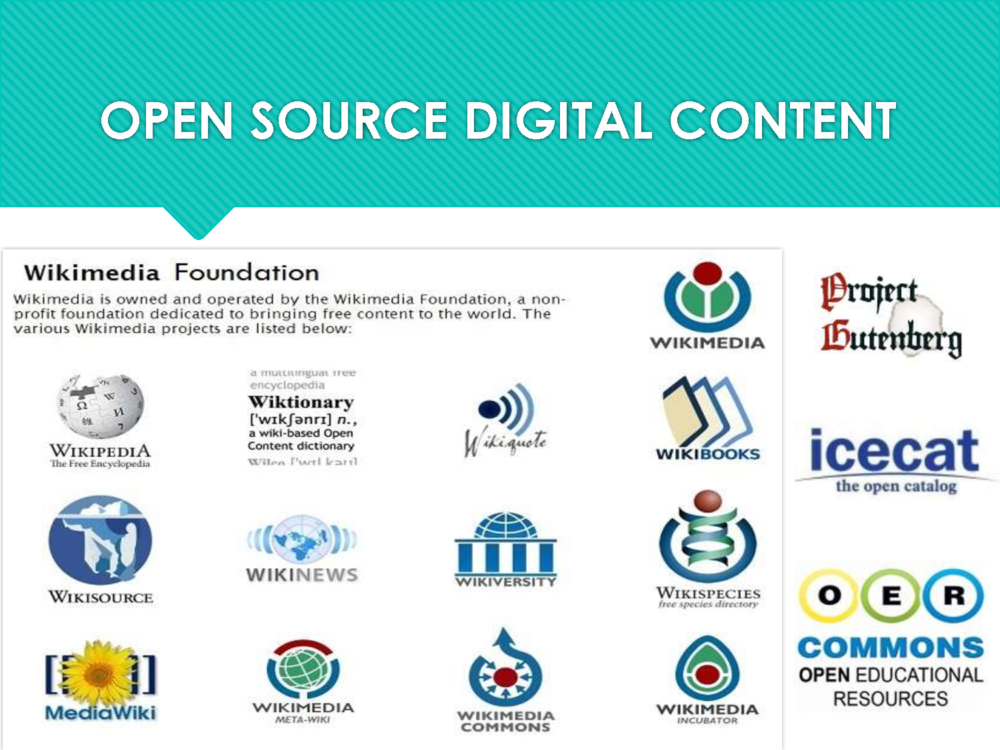 OPEN SOURCE DIGITAL CONTENT
Wikimedia Foundation
Wikimedia is owned and operated by the Wikimedia Foundation, a non-
profit foundation dedicated to bringing free content to the world. The
various Wikimedia projects are listed below:
WIKIMEDIA
Project
Gutenberg
WIKIPEDIA
The Free Encyclopedia
a multilingual free
encyclopedia
Wiktionary
['wɪkʃənrɪ] n.,
a wiki-based Open
Content dictionary
Wikiquote
WIKIBOOKS
icecat
the open catalog
WIKISOURCE
WIKINEWS
WIKIVERSITY
WIKISPECIES
free species directory
O E R
COMMONS
OPEN EDUCATIONAL
RESOURCES
MediaWiki
WIKIMEDIA
META-WIKI
WIKIMEDIA
COMMONS
WIKIMEDIA
INCUBATOR